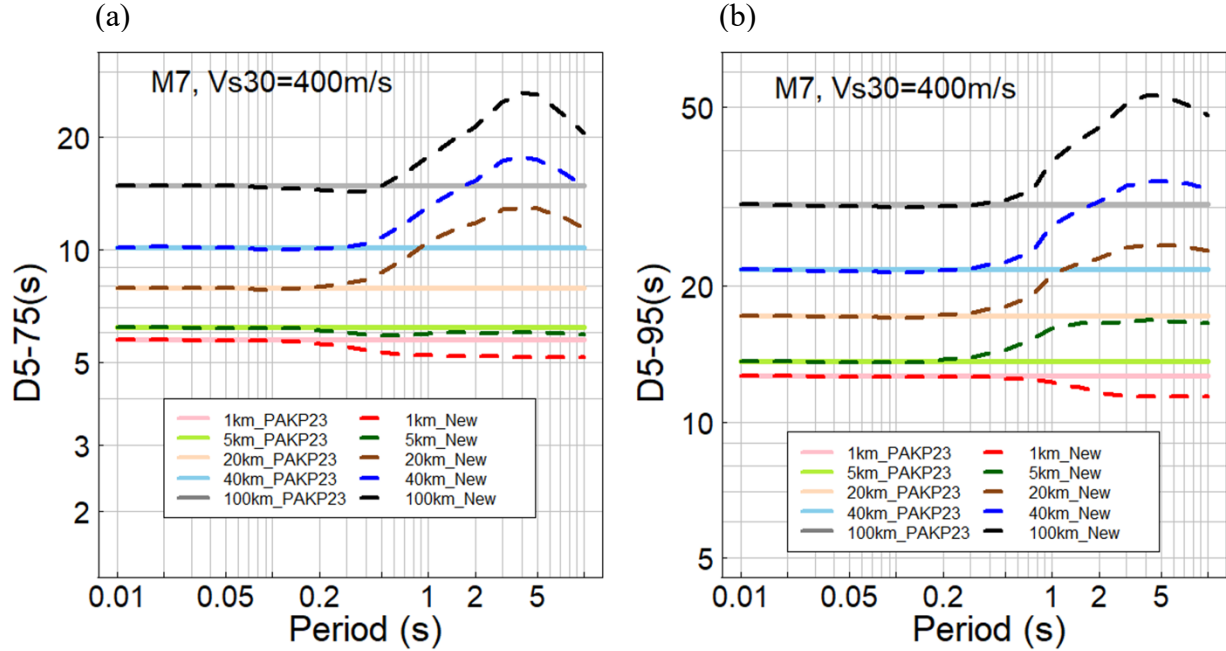 (a)
M7, Vs30=400m/s
20
10
5
3
2
D5-75(s)
1km_PAKP23 1km_New
5km_PAKP23 5km_New
20km_PAKP23 20km_New
40km_PAKP23 40km_New
100km_PAKP23 100km_New
0.01 0.05 0.2 1 2 5
Period (s)
(b)
M7, Vs30=400m/s
50
20
10
5
D5-95(s)
1km_PAKP23 1km_New
5km_PAKP23 5km_New
20km_PAKP23 20km_New
40km_PAKP23 40km_New
100km_PAKP23 100km_New
0.01 0.05 0.2 1 2 5
Period (s)